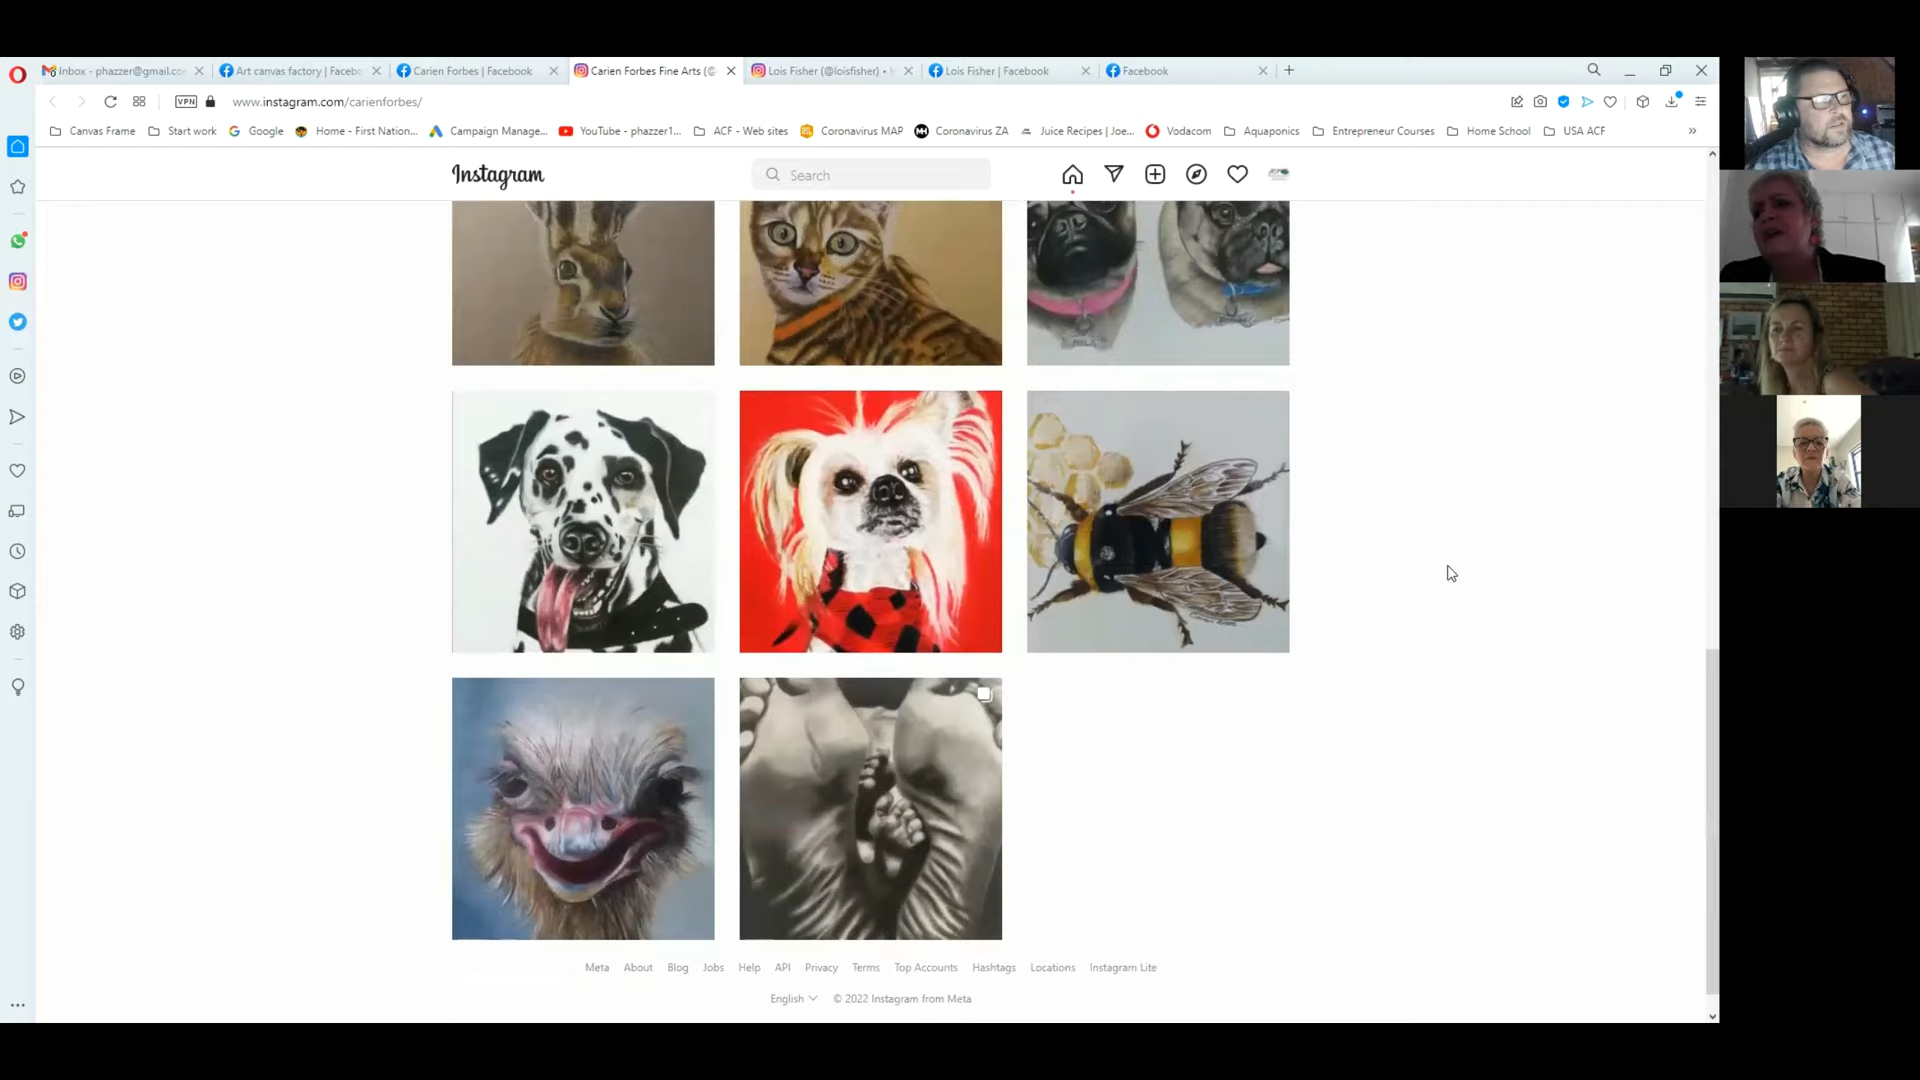 Inbox - phazzer@gmail.co
Art canvas factory | Facebo
Carien Forbes | Facebook
Carien Forbes Fine Arts (@
Lois Fisher (@loisfisher) • I
Lois Fisher | Facebook
Facebook
VPN
www.instagram.com/carienforbes/
Canvas Frame
Start work
Google
Home - First Nation...
Campaign Manage...
YouTube - phazzer1...
ACF - Web sites
Coronavirus MAP
Coronavirus ZA
Juice Recipes | Joe...
Vodacom
Aquaponics
Entrepreneur Courses
Home School
USA ACF
Instagram
Search
NILA
Meta About Blog Jobs Help API Privacy Terms Top Accounts Hashtags Locations Instagram Lite
English © 2022 Instagram from Meta